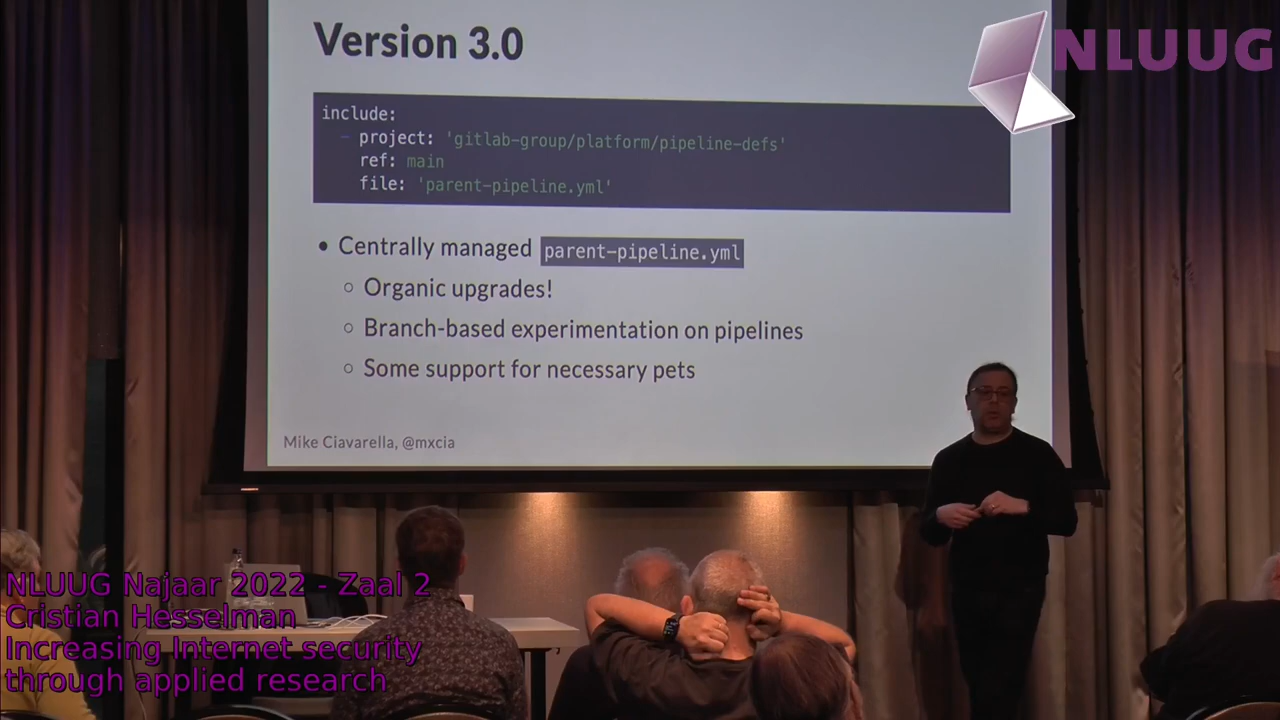 Version 3.0
NLUUG
include:
- project: 'gitlab-group/platform/pipeline-defs'
ref: main
file: 'parent-pipeline.yml'
• Centrally managed parent-pipeline.yml
○ Organic upgrades!
○ Branch-based experimentation on pipelines
○ Some support for necessary pets
Mike Ciavarella, @mxcia
NLUUG Najaar 2022 - Zaal 2
Cristian Hesselman
Increasing Internet security
through applied research